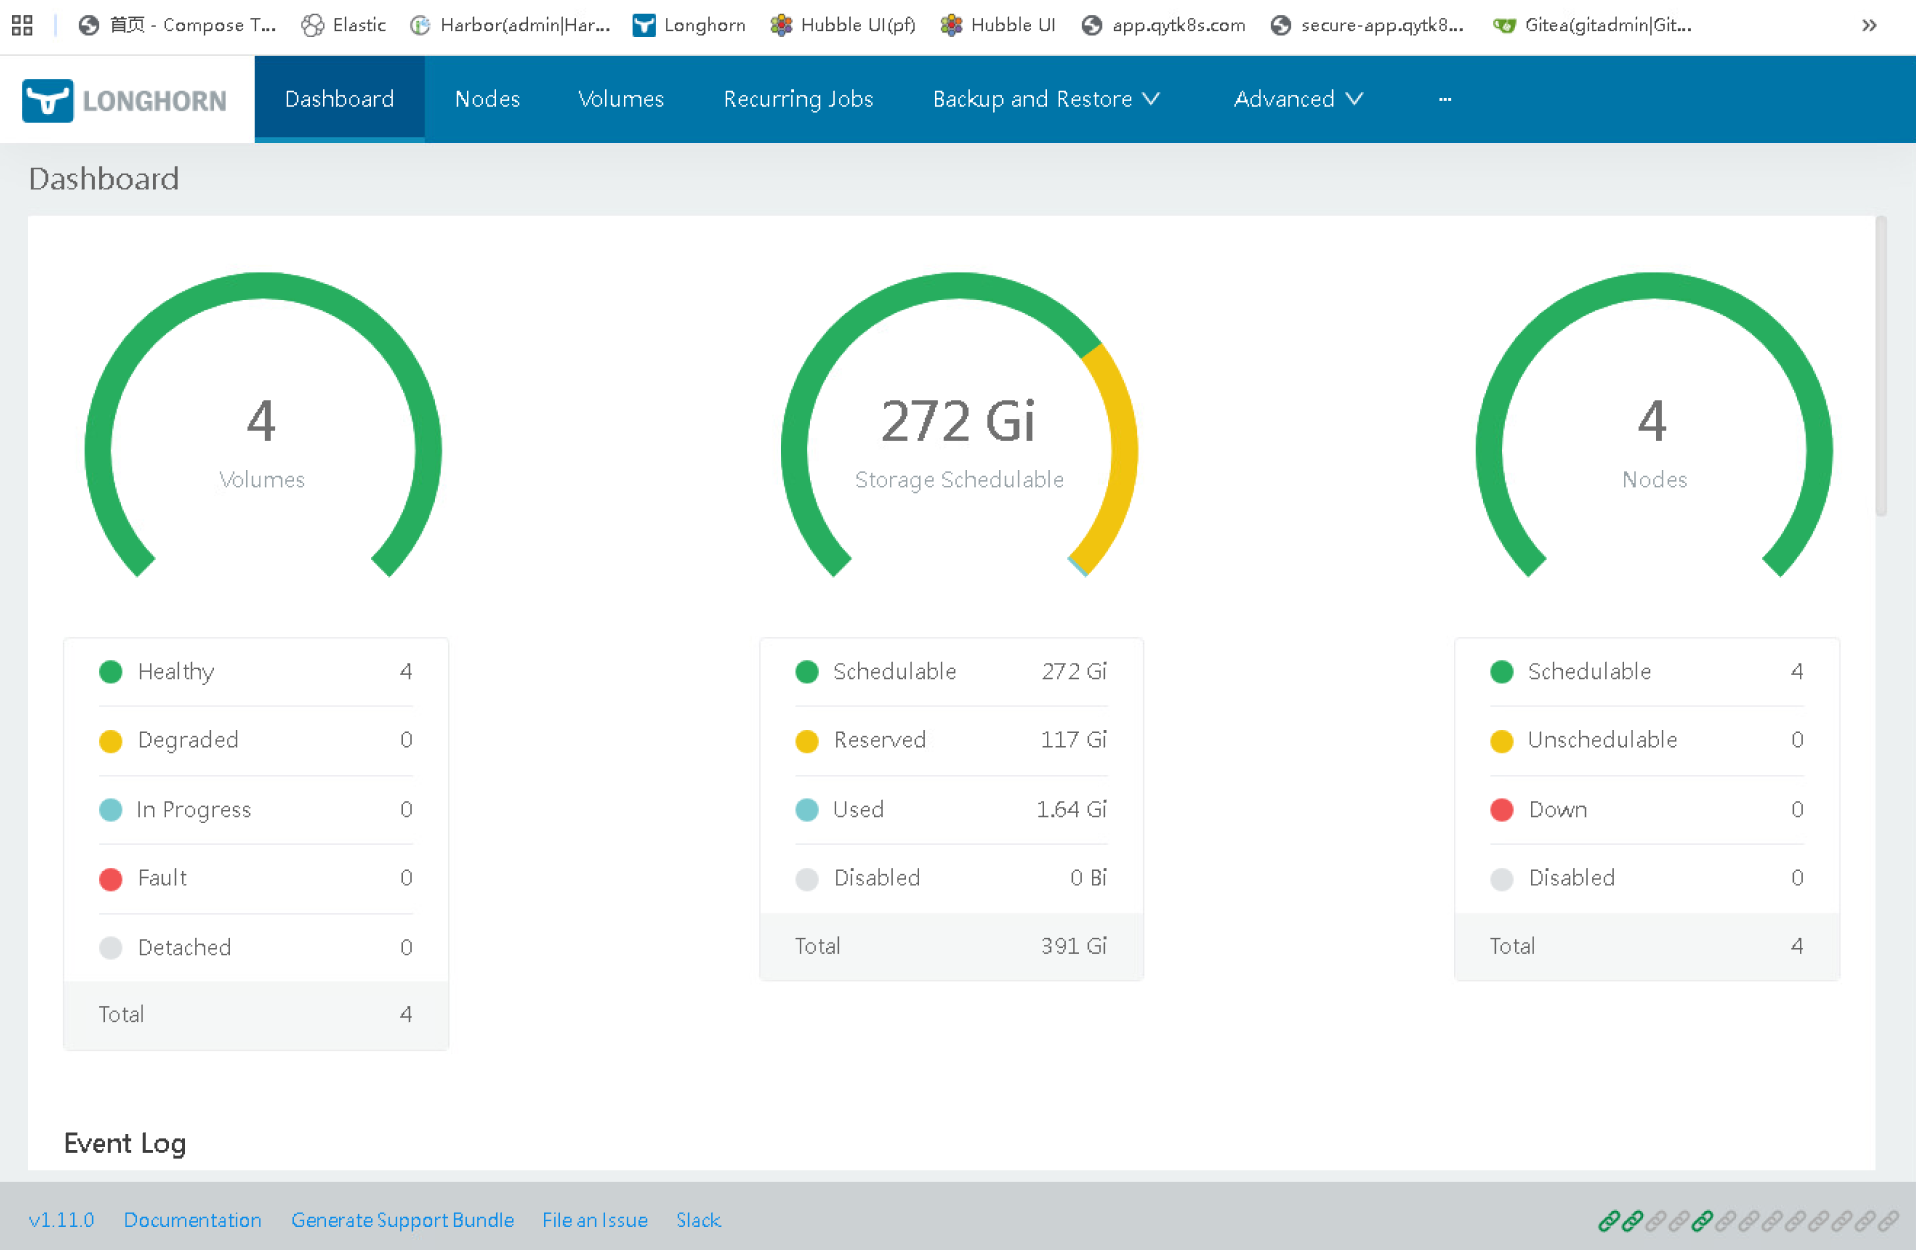 首页 - Compose T... Elastic Harbor(admin|Har... Longhorn Hubble UI(pf) Hubble UI app.qytk8s.com secure-app.qytk8... Gitea(gitadmin|Git... »
LONGHORN Dashboard Nodes Volumes Recurring Jobs Backup and Restore Advanced ...
Dashboard
4
Volumes
272 Gi
Storage Schedulable
4
Nodes
Healthy 4
Degraded 0
In Progress 0
Fault 0
Detached 0
Total 4
Schedulable 272 Gi
Reserved 117 Gi
Used 1.64 Gi
Disabled 0 Bi
Total 391 Gi
Schedulable 4
Unschedulable 0
Down 0
Disabled 0
Total 4
Event Log
v1.11.0 Documentation Generate Support Bundle File an Issue Slack